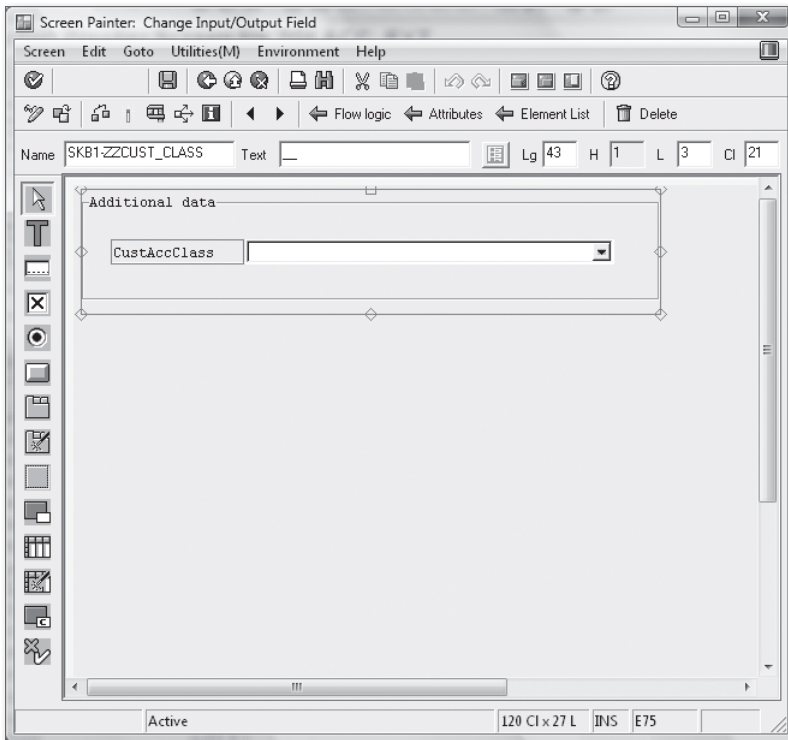 Screen Painter: Change Input/Output Field
Screen Edit Goto Utilities(M) Environment Help
Flow logic Attributes Element List Delete
Name SKB1-ZZCUST_CLASS Text __ Lg 43 H 1 L 3 Cl 21
Additional data
CustAccClass
Active 120 Cl x 27 L INS E75